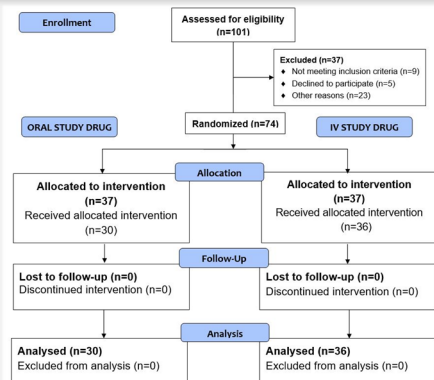 Enrollment
Assessed for eligibility
(n=101)
Excluded (n=37)
♦ Not meeting inclusion criteria (n=9)
♦ Declined to participate (n=5)
♦ Other reasons (n=23)
Randomized (n=74)
ORAL STUDY DRUG
IV STUDY DRUG
Allocation
Allocated to intervention
(n=37)
Received allocated intervention
(n=30)
Allocated to intervention
(n=37)
Received allocated intervention
(n=36)
Follow-Up
Lost to follow-up (n=0)
Discontinued intervention (n=0)
Lost to follow-up (n=0)
Discontinued intervention (n=0)
Analysis
Analysed (n=30)
Excluded from analysis (n=0)
Analysed (n=36)
Excluded from analysis (n=0)